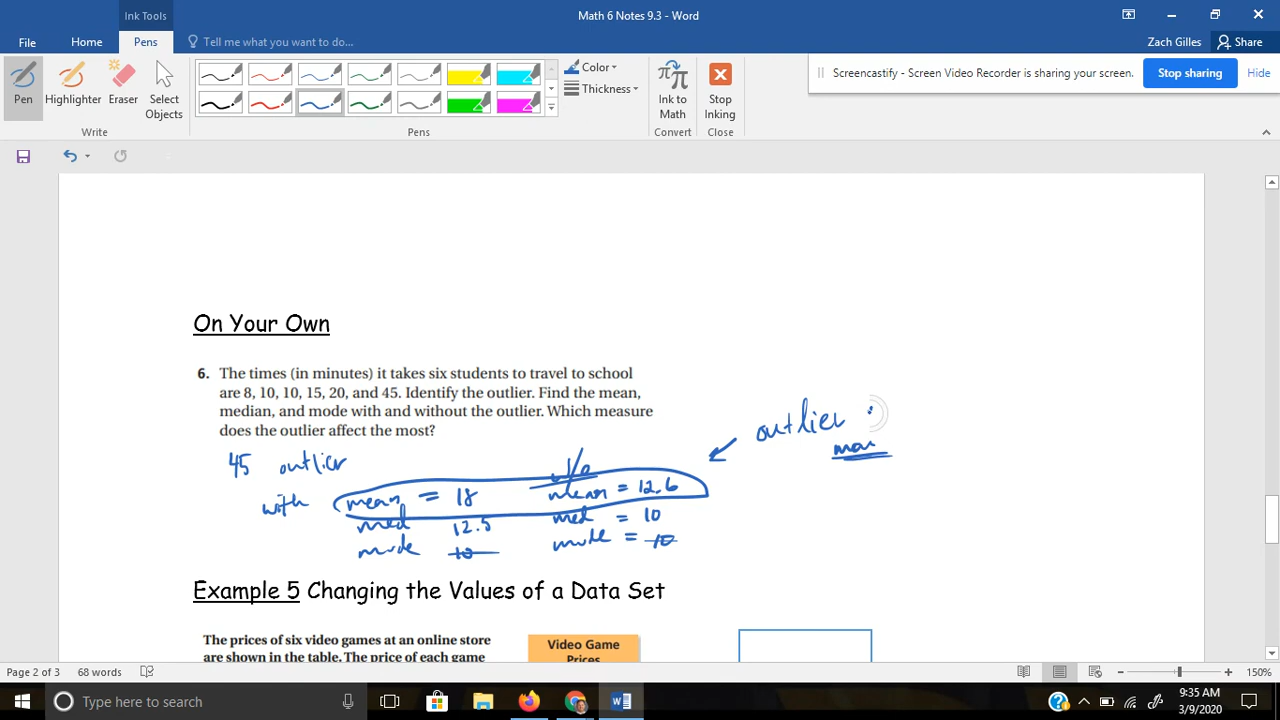 Ink Tools
Math 6 Notes 9.3 - Word
File
Home
Pens
Tell me what you want to do...
Zach Gilles
Share
Screencastify - Screen Video Recorder is sharing your screen.
Stop sharing
Hide
Pen
Highlighter
Eraser
Select Objects
Color
Thickness
Ink to Math
Stop Inking
Write
Pens
Convert
Close
On Your Own
6. The times (in minutes) it takes six students to travel to school
are 8, 10, 10, 15, 20, and 45. Identify the outlier. Find the mean,
median, and mode with and without the outlier. Which measure
does the outlier affect the most?
outlier
45 outlier
w/o
with mean = 18 mean = 12.6
med 12.5 med = 10
mode 10 mode = 10
Example 5 Changing the Values of a Data Set
The prices of six video games at an online store
are shown in the table. The price of each game
Video Game
Prices
Page 2 of 3
68 words
150%
Type here to search
9:35 AM
3/9/2020